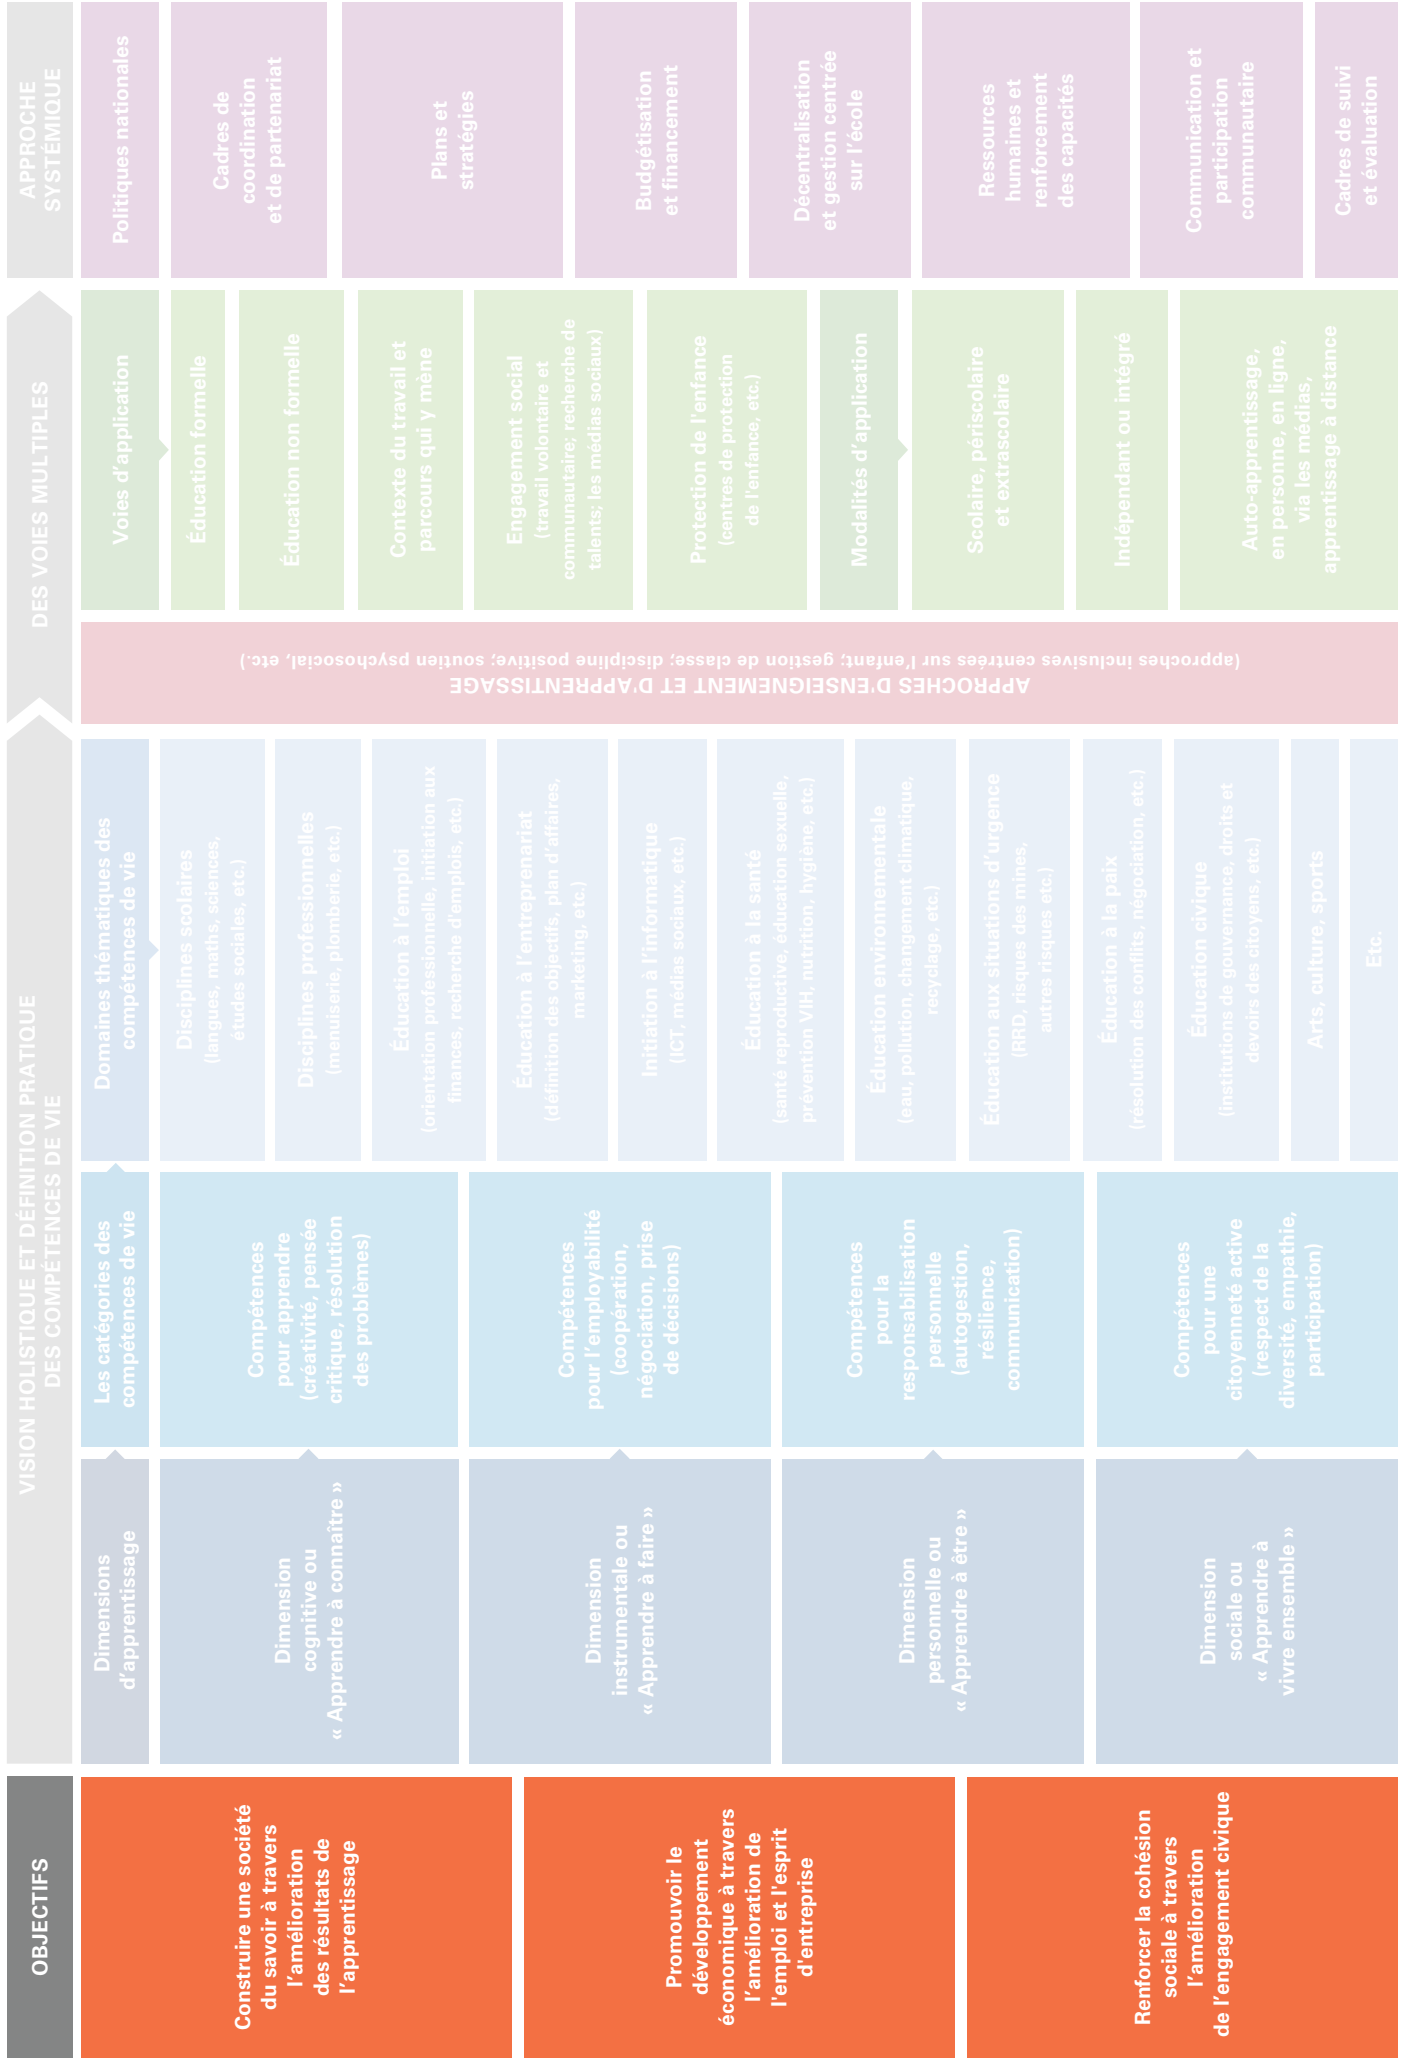 OBJECTIFS
Construire une société
du savoir à travers
l’amélioration
des résultats de
l’apprentissage
Promouvoir le
développement
économique à travers
l’amélioration de
l'emploi et l'esprit
d'entreprise
Renforcer la cohésion
sociale à travers
l’amélioration
de l’engagement civique
VISION HOLISTIQUE ET DÉFINITION PRATIQUE
DES COMPÉTENCES DE VIE
Dimensions
d’apprentissage
Dimension
cognitive ou
« Apprendre à connaître »
Dimension
instrumentale ou
« Apprendre à faire »
Dimension
personnelle ou
« Apprendre à être »
Dimension
sociale ou
« Apprendre à
vivre ensemble »
Les catégories des
compétences de vie
Compétences
pour apprendre
(créativité, pensée
critique, résolution
des problèmes)
Compétences
pour l’employabilité
(coopération,
négociation, prise
de décisions)
Compétences
pour la
responsabilisation
personnelle
(autogestion,
résilience,
communication)
Compétences
pour une
citoyenneté active
(respect de la
diversité, empathie,
participation)
Domaines thématiques des
compétences de vie
Disciplines scolaires
(langues, maths, sciences,
études sociales, etc.)
Disciplines professionnelles
(menuiserie, plomberie, etc.)
Éducation à l’emploi
(orientation professionnelle, initiation aux
finances, recherche d'emplois, etc.)
Éducation à l’entreprenariat
(définition des objectifs, plan d’affaires,
marketing, etc.)
Initiation à l’informatique
(ICT, médias sociaux, etc.)
Éducation à la santé
(santé reproductive, éducation sexuelle,
prévention VIH, nutrition, hygiène, etc.)
Éducation environnementale
(eau, pollution, changement climatique,
recyclage, etc.)
Éducation aux situations d’urgence
(RRD, risques des mines,
autres risques etc.)
Éducation à la paix
(résolution des conflits, négociation, etc.)
Éducation civique
(institutions de gouvernance, droits et
devoirs des citoyens, etc.)
Arts, culture, sports
Etc.
APPROCHES D'ENSEIGNEMENT ET D'APPRENTISSAGE
(approches inclusives centrées sur l’enfant; gestion de classe; discipline positive; soutien psychosocial, etc.)
DES VOIES MULTIPLES
Voies d’application
Éducation formelle
Éducation non formelle
Contexte du travail et
parcours qui y mène
Engagement social
(travail volontaire et
communautaire; recherche de
talents; les médias sociaux)
Protection de l'enfance
(centres de protection
de l'enfance, etc.)
Modalités d’application
Scolaire, périscolaire
et extrascolaire
Indépendant ou intégré
Auto-apprentissage,
en personne, en ligne,
via les médias,
apprentissage à distance
APPROCHE
SYSTÉMIQUE
Politiques nationales
Cadres de
coordination
et de partenariat
Plans et
stratégies
Budgétisation
et financement
Décentralisation
et gestion centrée
sur l’école
Ressources
humaines et
renforcement
des capacités
Communication et
participation
communautaire
Cadres de suivi
et évaluation